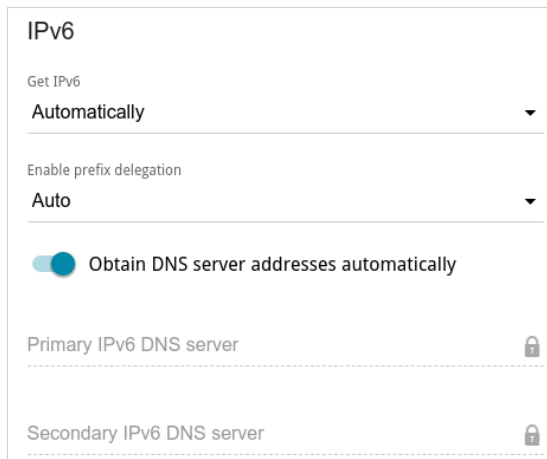 IPv6
Get IPv6
Automatically
Enable prefix delegation
Auto
Obtain DNS server addresses automatically
Primary IPv6 DNS server
Secondary IPv6 DNS server